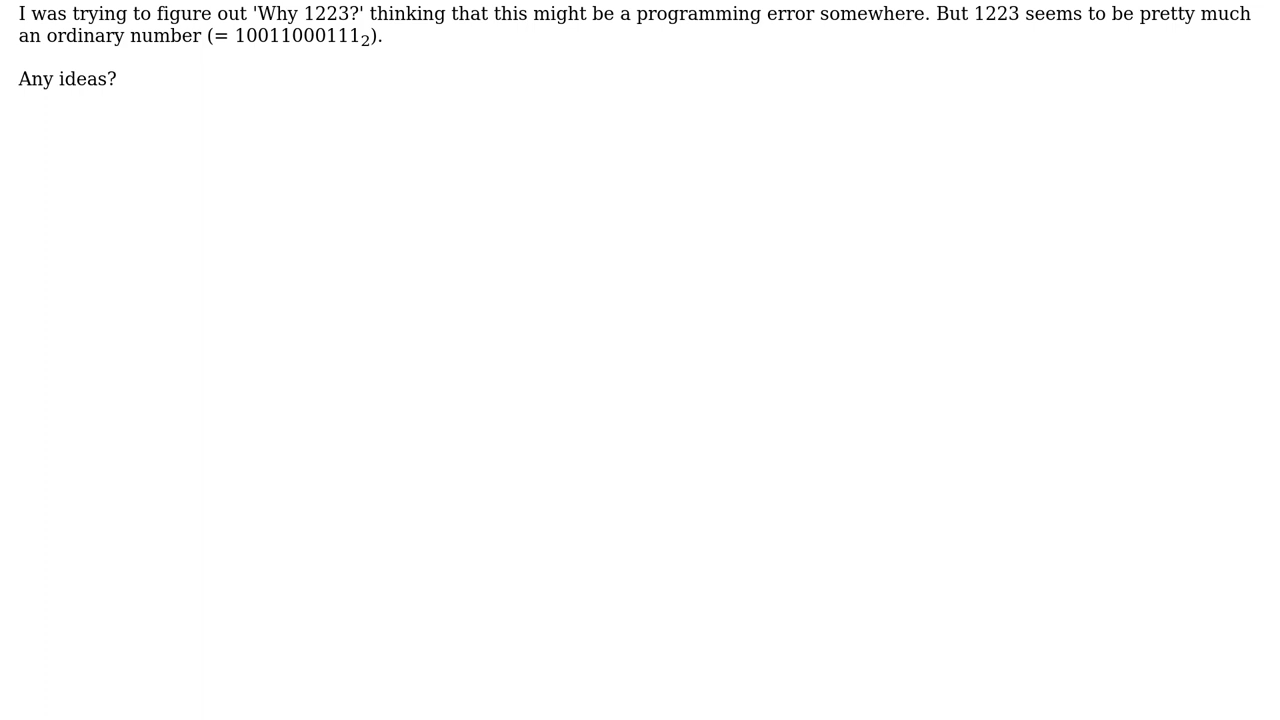 I was trying to figure out 'Why 1223?' thinking that this might be a programming error somewhere. But 1223 seems to be pretty much
an ordinary number (= 10011000111₂).
Any ideas?